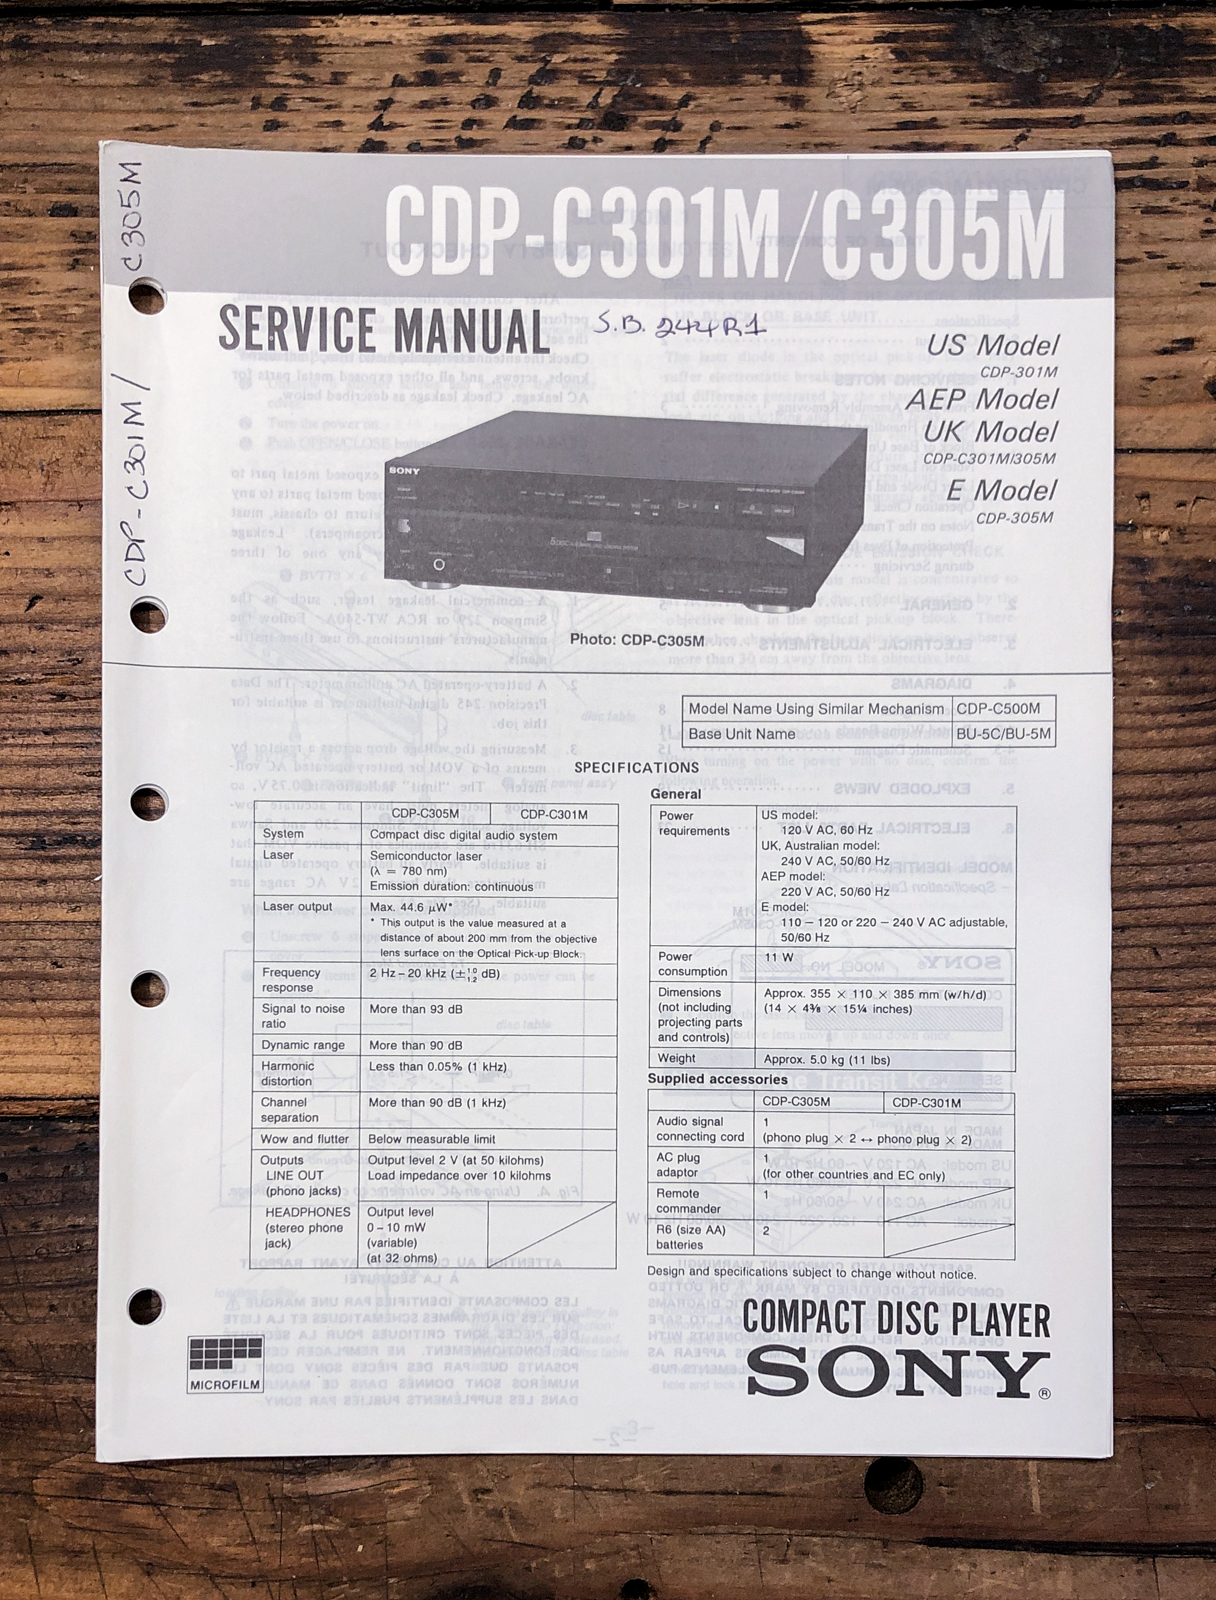 CDP-C301M/C305M
CDP-C301M/ C305M
SERVICE MANUAL
S.B. 244R1
US Model
CDP-301M
AEP Model
UK Model
CDP-C301M/305M
E Model
CDP-305M
SONY
Photo: CDP-C305M
Model Name Using Similar Mechanism CDP-C500M
Base Unit Name BU-5C/BU-5M
SPECIFICATIONS
CDP-C305M CDP-C301M
System Compact disc digital audio system
Laser Semiconductor laser
(λ = 780 nm)
Emission duration: continuous
Laser output Max. 44.6 μW*
* This output is the value measured at a
distance of about 200 mm from the objective
lens surface on the Optical Pick-up Block.
Frequency response 2 Hz – 20 kHz (± 1.0 1.2 dB)
Signal to noise ratio More than 93 dB
Dynamic range More than 90 dB
Harmonic distortion Less than 0.05% (1 kHz)
Channel separation More than 90 dB (1 kHz)
Wow and flutter Below measurable limit
Outputs Output level 2 V (at 50 kilohms)
LINE OUT Load impedance over 10 kilohms
(phono jacks)
HEADPHONES Output level
(stereo phone 0 – 10 mW
jack) (variable)
(at 32 ohms)
General
Power requirements US model:
120 V AC, 60 Hz
UK, Australian model:
240 V AC, 50/60 Hz
AEP model:
220 V AC, 50/60 Hz
E model:
110 – 120 or 220 – 240 V AC adjustable,
50/60 Hz
Power consumption 11 W
Dimensions Approx. 355 × 110 × 385 mm (w/h/d)
(not including (14 × 4⅜ × 15¼ inches)
projecting parts
and controls)
Weight Approx. 5.0 kg (11 lbs)
Supplied accessories
CDP-C305M CDP-C301M
Audio signal 1
connecting cord (phono plug × 2 ↔ phono plug × 2)
AC plug 1
adaptor (for other countries and EC only)
Remote commander 1
R6 (size AA) batteries 2
Design and specifications subject to change without notice.
COMPACT DISC PLAYER
SONY®
MICROFILM